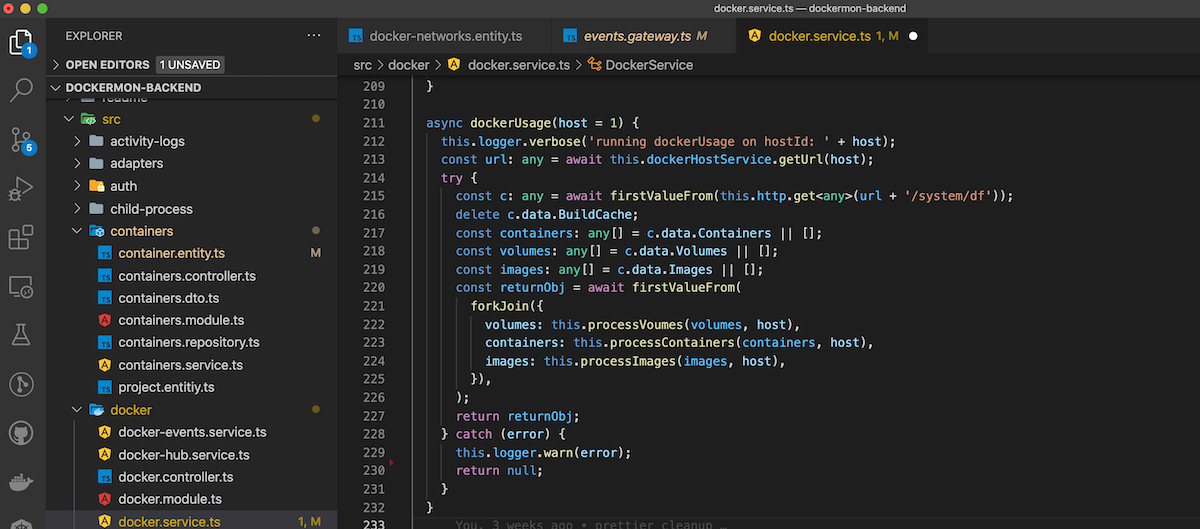 docker.service.ts — dockermon-backend
EXPLORER
docker-networks.entity.ts
events.gateway.ts M
docker.service.ts 1, M
OPEN EDITORS 1 UNSAVED
src > docker > docker.service.ts > DockerService
DOCKERMON-BACKEND
readme
src
activity-logs
adapters
auth
child-process
containers
container.entity.ts M
containers.controller.ts
containers.dto.ts
containers.module.ts
containers.repository.ts
containers.service.ts
project.entitiy.ts
docker
docker-events.service.ts
docker-hub.service.ts
docker.controller.ts
docker.module.ts
docker.service.ts 1, M
1
5
209 }
210
211 async dockerUsage(host = 1) {
212 this.logger.verbose('running dockerUsage on hostId: ' + host);
213 const url: any = await this.dockerHostService.getUrl(host);
214 try {
215 const c: any = await firstValueFrom(this.http.get<any>(url + '/system/df'));
216 delete c.data.BuildCache;
217 const containers: any[] = c.data.Containers || [];
218 const volumes: any[] = c.data.Volumes || [];
219 const images: any[] = c.data.Images || [];
220 const returnObj = await firstValueFrom(
221 forkJoin({
222 volumes: this.processVoumes(volumes, host),
223 containers: this.processContainers(containers, host),
224 images: this.processImages(images, host),
225 }),
226 );
227 return returnObj;
228 } catch (error) {
229 this.logger.warn(error);
230 return null;
231 }
232 }
233 You, 3 weeks ago • prettier cleanup …